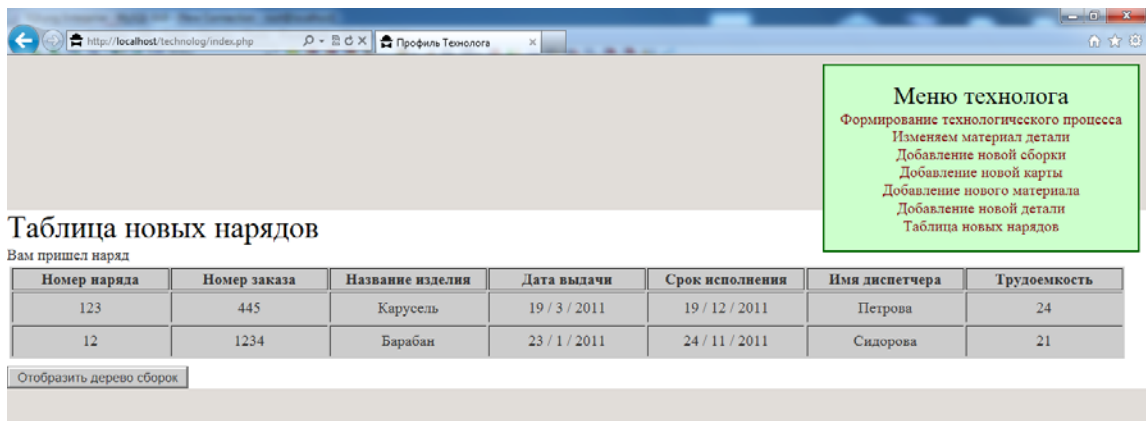 http://localhost/technolog/index.php
Профиль Технолога
Меню технолога
Формирование технологического процесса
Изменяем материал детали
Добавление новой сборки
Добавление новой карты
Добавление нового материала
Добавление новой детали
Таблица новых нарядов
Таблица новых нарядов
Вам пришел наряд
Номер наряда Номер заказа Название изделия Дата выдачи Срок исполнения Имя диспетчера Трудоемкость
123 445 Карусель 19 / 3 / 2011 19 / 12 / 2011 Петрова 24
12 1234 Барабан 23 / 1 / 2011 24 / 11 / 2011 Сидорова 21
Отобразить дерево сборок